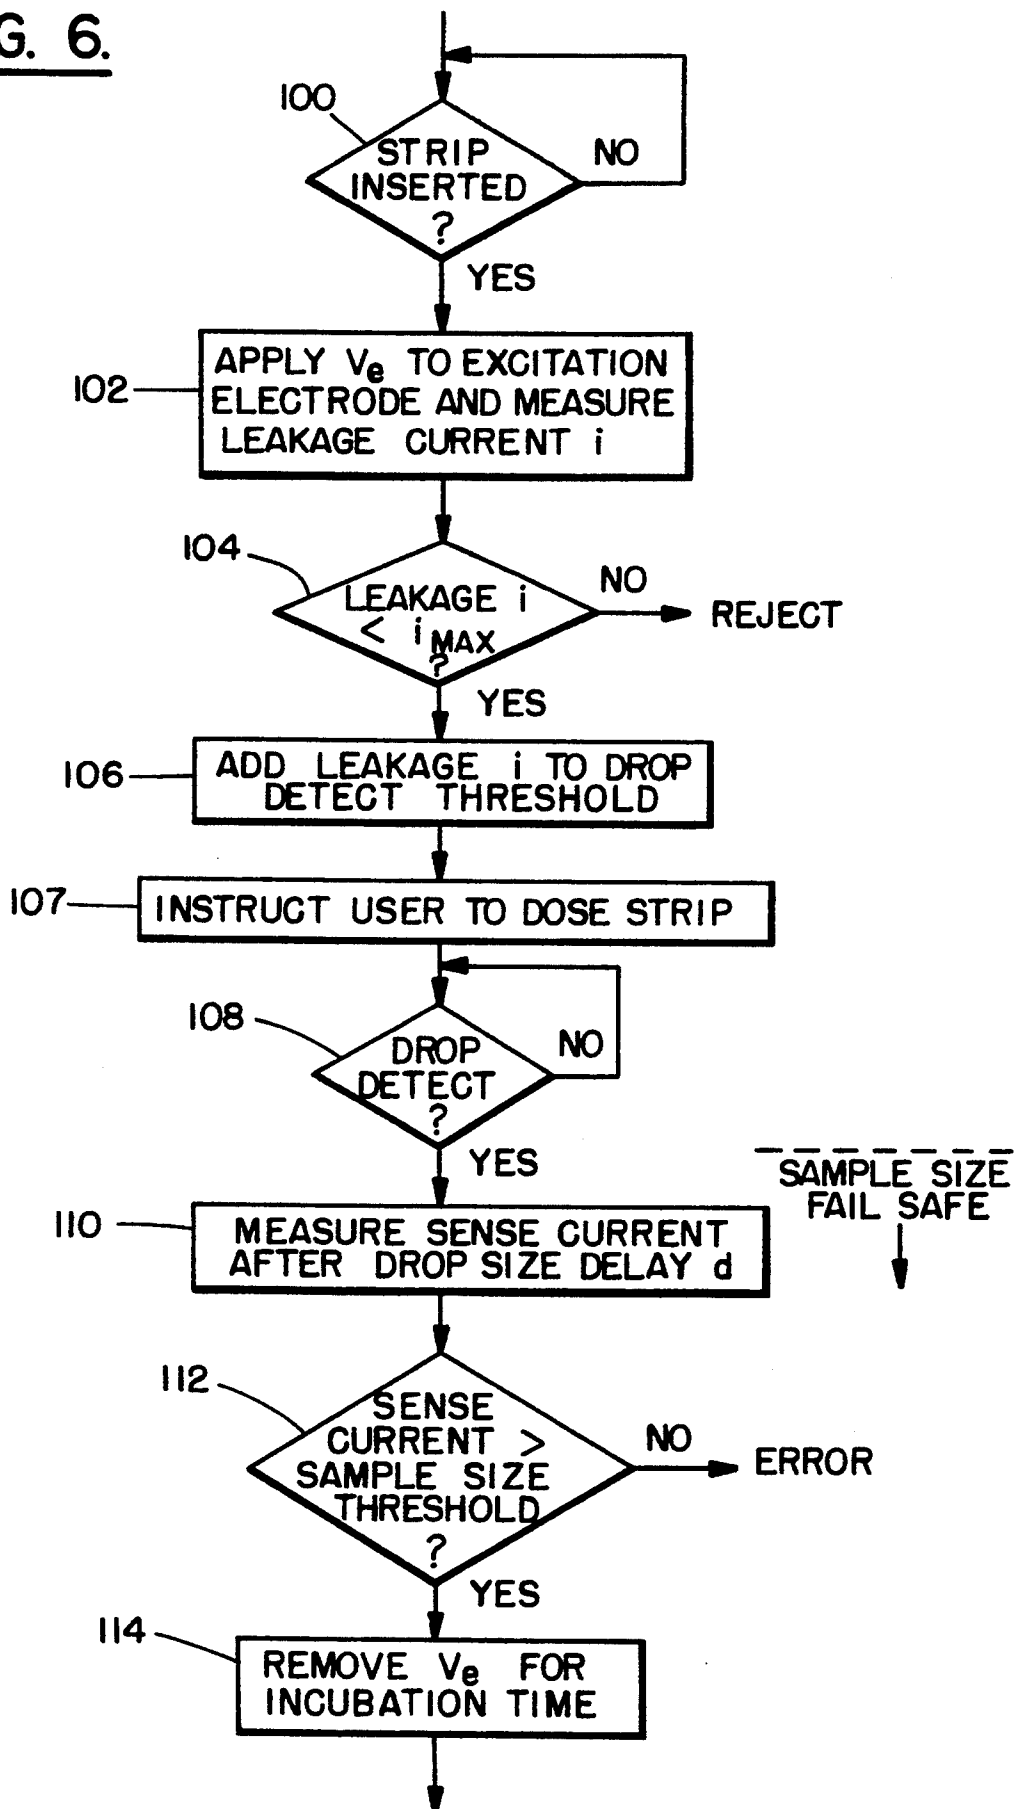 G. 6.
100
STRIP
INSERTED
?
NO
YES
102
APPLY Ve TO EXCITATION
ELECTRODE AND MEASURE
LEAKAGE CURRENT i
104
LEAKAGE i
< iMAX
?
NO
REJECT
YES
106
ADD LEAKAGE i TO DROP
DETECT THRESHOLD
107
INSTRUCT USER TO DOSE STRIP
108
DROP
DETECT
?
NO
YES
SAMPLE SIZE
FAIL SAFE
110
MEASURE SENSE CURRENT
AFTER DROP SIZE DELAY d
112
SENSE
CURRENT >
SAMPLE SIZE
THRESHOLD
?
NO
ERROR
YES
114
REMOVE Ve FOR
INCUBATION TIME